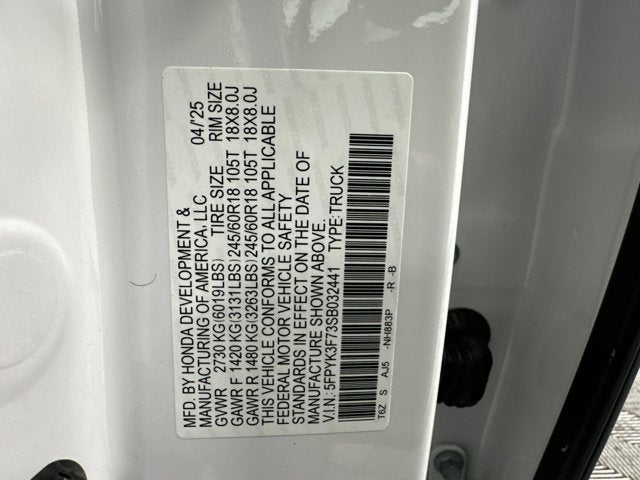 MFD. BY HONDA DEVELOPMENT &
MANUFACTURING OF AMERICA, LLC 04/'25
GVWR 2730 KG(6019LBS) TIRE SIZE RIM SIZE
GAWR F 1420 KG(3131LBS) 245/60R18 105T 18X8.0J
GAWR R 1480 KG(3263LBS) 245/60R18 105T 18X8.0J
THIS VEHICLE CONFORMS TO ALL APPLICABLE
FEDERAL MOTOR VEHICLE SAFETY
STANDARDS IN EFFECT ON THE DATE OF
MANUFACTURE SHOWN ABOVE.
V.I.N.: 5FPYK3F73SB032441 TYPE: TRUCK
T6Z S AJ5 -NH883P -R -B